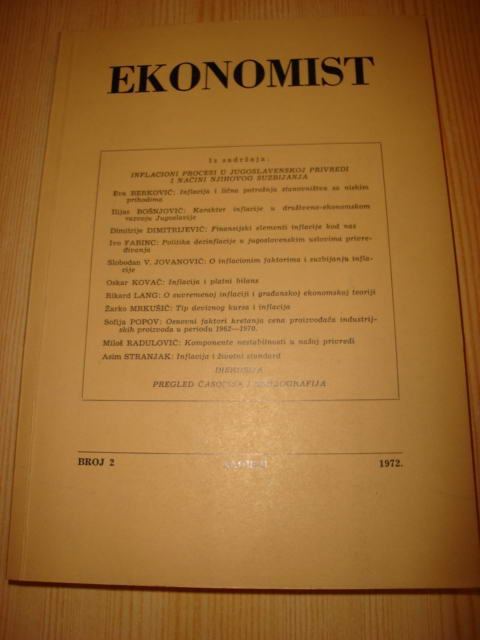 EKONOMIST
Iz sadržaja:
INFLACIONI PROCESI U JUGOSLAVENSKOJ PRIVREDI
I NAČINI NJIHOVOG SUZBIJANJA
Eva BERKOVIĆ: Inflacija i lična potrošnja stanovništva sa niskim
prihodima
Ilijas BOŠNJOVIĆ: Karakter inflacije u društveno-ekonomskom
razvoju Jugoslavije
Dimitrije DIMITRIJEVIĆ: Finansijski elementi inflacije kod nas
Ivo FABINC: Politika dezinflacije u jugoslovenskim uslovima privre-
đivanja
Slobodan V. JOVANOVIĆ: O inflacionim faktorima i suzbijanju infla-
cije
Oskar KOVAČ: Inflacija i platni bilans
Rikard LANG: O suvremenoj inflaciji i građanskoj ekonomskoj teoriji
Žarko MRKUŠIĆ: Tip deviznog kursa i inflacija
Sofija POPOV: Osnovni faktori kretanja cena proizvođača industrij-
skih proizvoda u periodu 1962—1970.
Miloš RADULOVIĆ: Komponente nestabilnosti u našoj privredi
Asim STRANJAK: Inflacija i životni standard
DISKUSIJA
PREGLED ČASOPISA I BIBLIOGRAFIJA
BROJ 2 ZAGREB 1972.